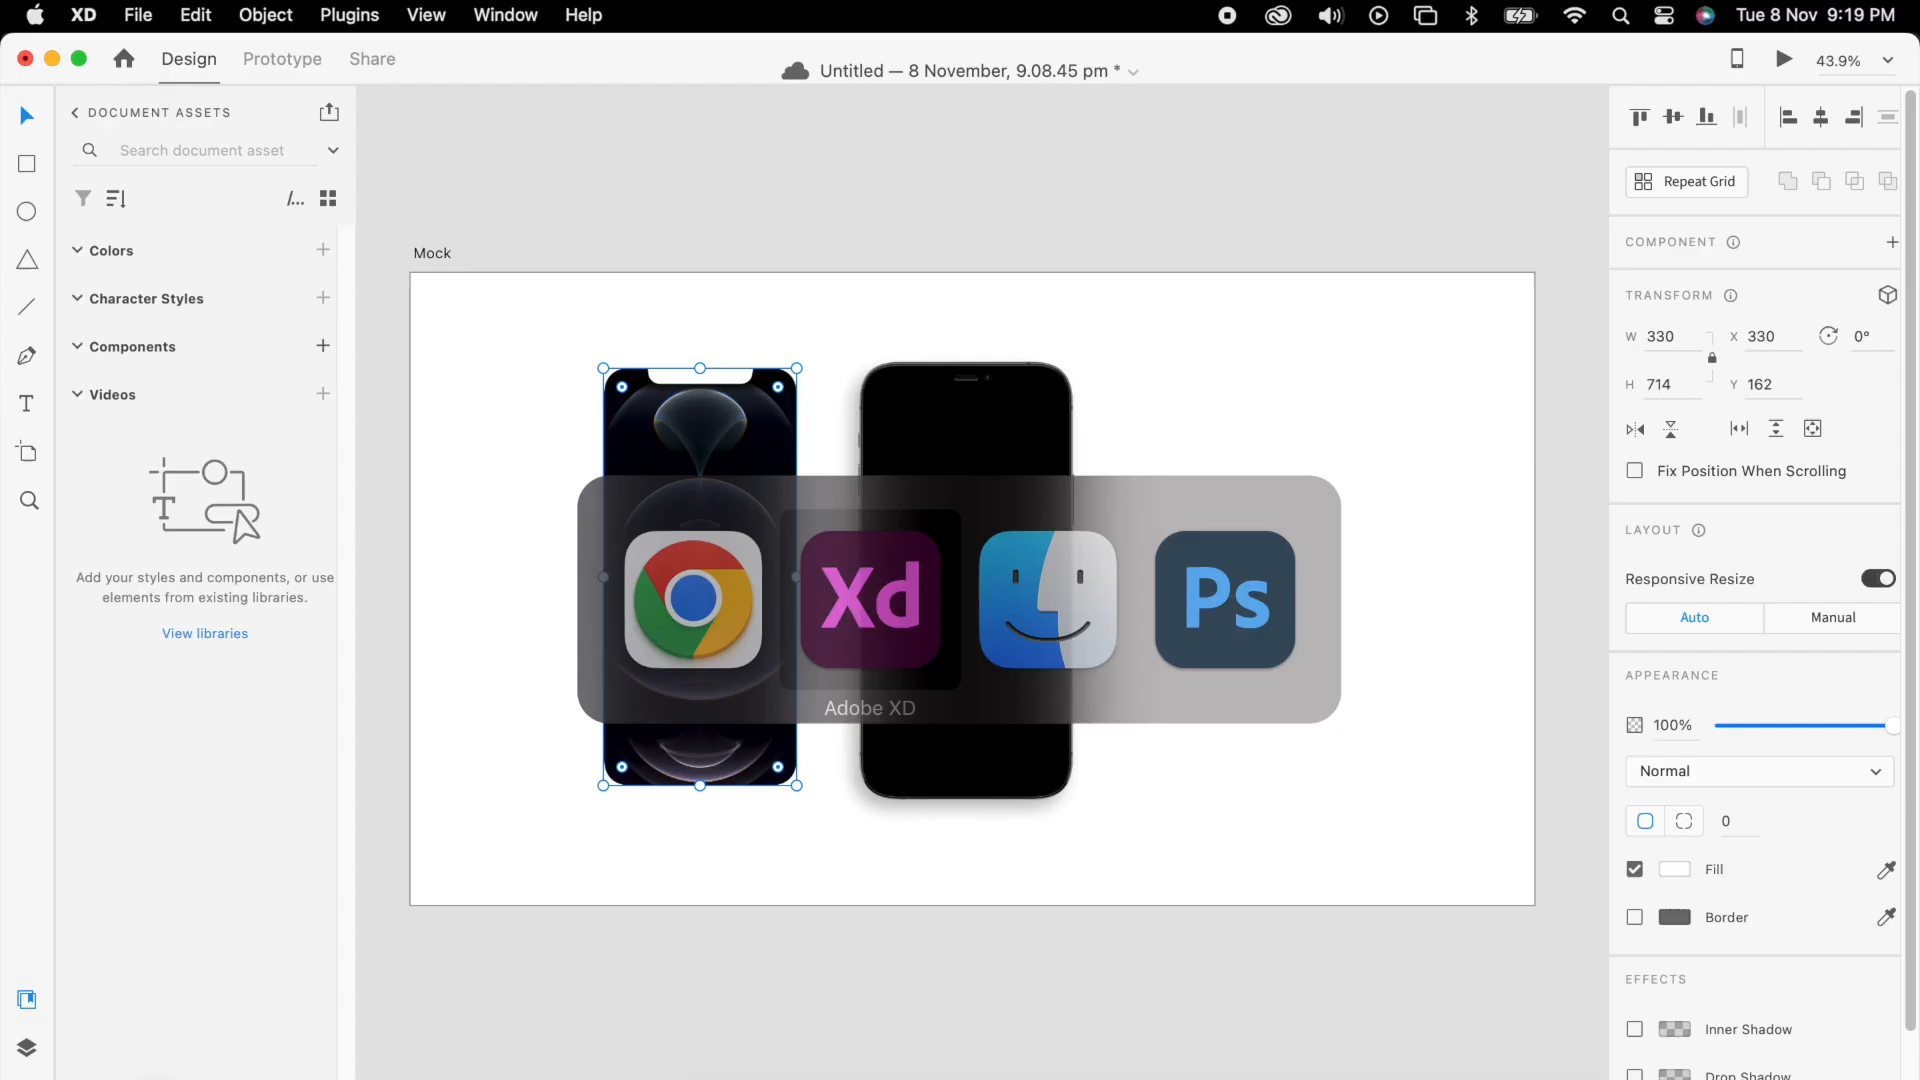 XD File Edit Object Plugins View Window Help Tue 8 Nov 9:19 PM
Design Prototype Share
Untitled — 8 November, 9.08.45 pm *
43.9%
DOCUMENT ASSETS
Search document asset
/...
Colors
Character Styles
Components
Videos
T
T
Add your styles and components, or use
elements from existing libraries.
View libraries
Mock
Xd
Ps
Adobe XD
Repeat Grid
COMPONENT
TRANSFORM
W 330 X 330 0°
H 714 Y 162
Fix Position When Scrolling
LAYOUT
Responsive Resize
Auto Manual
APPEARANCE
100%
Normal
0
Fill
Border
EFFECTS
Inner Shadow
Drop Shadow